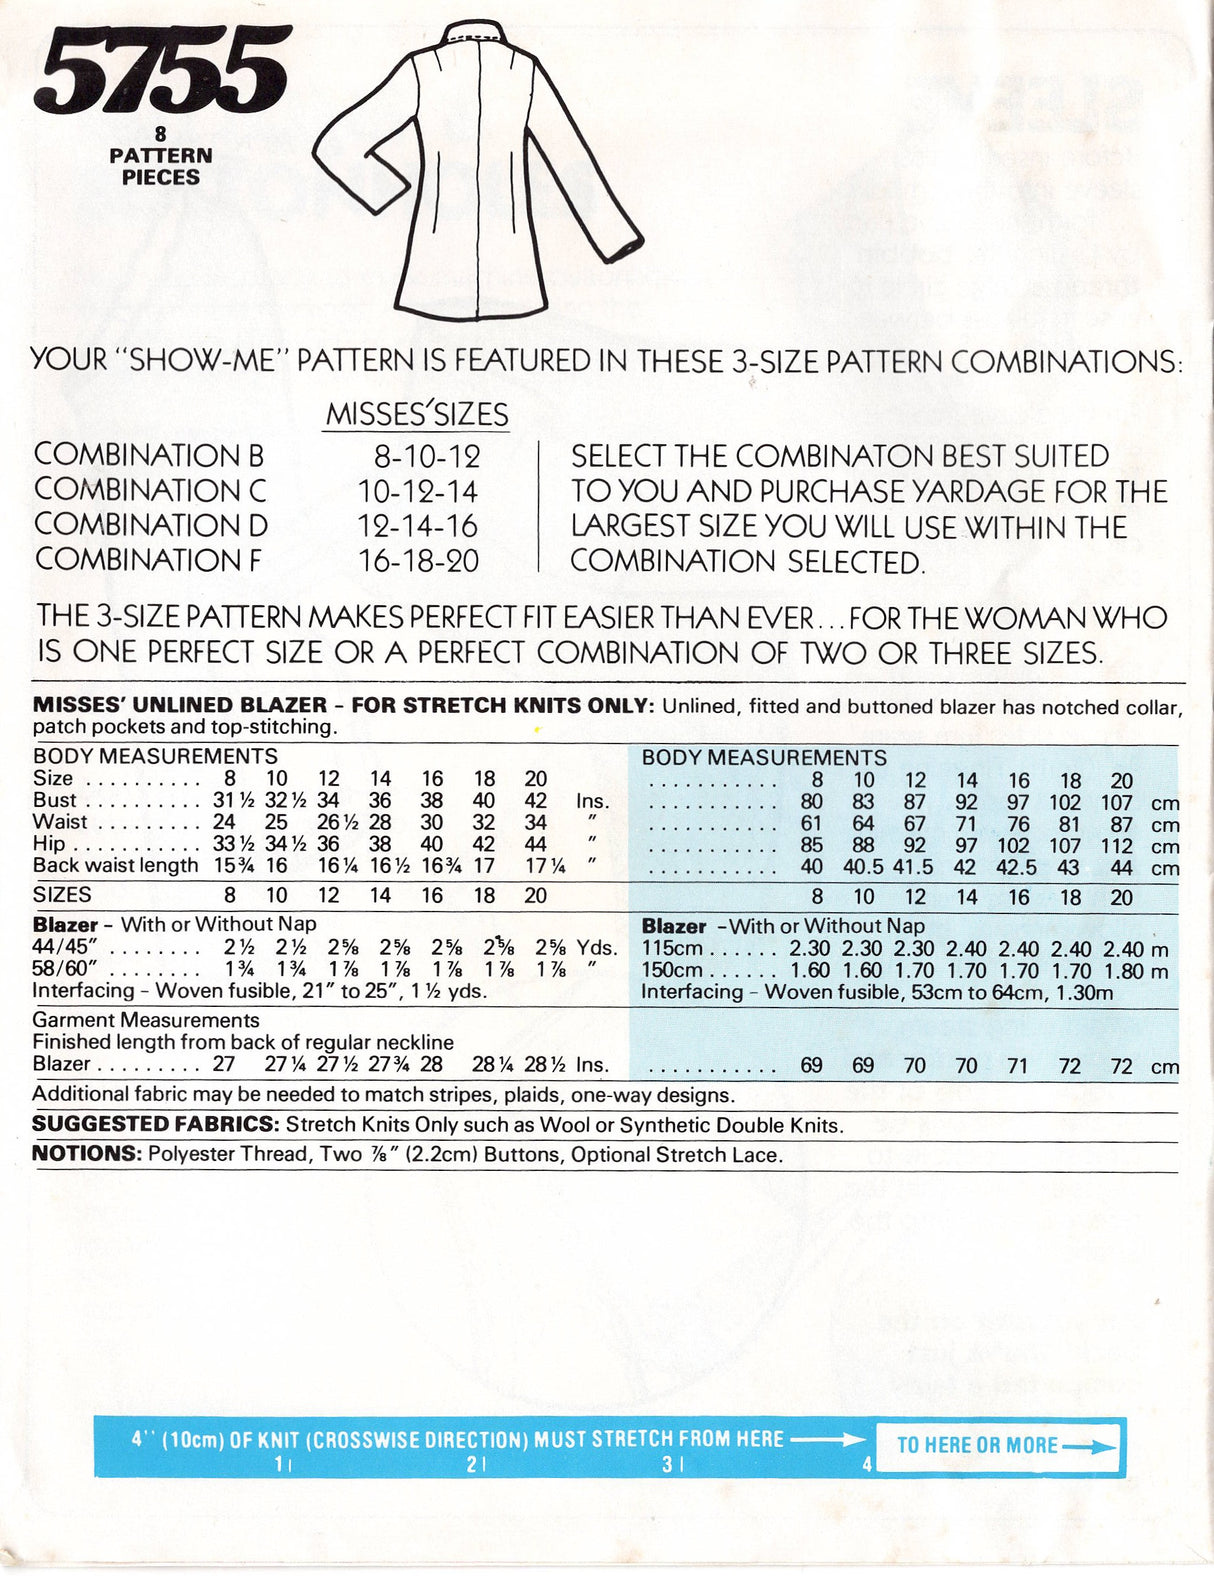 5755
8
PATTERN
PIECES
YOUR "SHOW-ME" PATTERN IS FEATURED IN THESE 3-SIZE PATTERN COMBINATIONS:
MISSES' SIZES
COMBINATION B 8-10-12
COMBINATION C 10-12-14
COMBINATION D 12-14-16
COMBINATION F 16-18-20
SELECT THE COMBINATON BEST SUITED
TO YOU AND PURCHASE YARDAGE FOR THE
LARGEST SIZE YOU WILL USE WITHIN THE
COMBINATION SELECTED.
THE 3-SIZE PATTERN MAKES PERFECT FIT EASIER THAN EVER...FOR THE WOMAN WHO
IS ONE PERFECT SIZE OR A PERFECT COMBINATION OF TWO OR THREE SIZES.
MISSES' UNLINED BLAZER - FOR STRETCH KNITS ONLY: Unlined, fitted and buttoned blazer has notched collar,
patch pockets and top-stitching.
BODY MEASUREMENTS
Size .......... 8 10 12 14 16 18 20
Bust .......... 31 ½ 32 ½ 34 36 38 40 42 Ins.
Waist ......... 24 25 26 ½ 28 30 32 34 "
Hip ........... 33 ½ 34 ½ 36 38 40 42 44 "
Back waist length 15¾ 16 16¼ 16½ 16¾ 17 17¼ "
SIZES 8 10 12 14 16 18 20
Blazer - With or Without Nap
44/45" ........ 2½ 2½ 2⅝ 2⅝ 2⅝ 2⅝ 2⅝ Yds.
58/60" ........ 1¾ 1¾ 1⅞ 1⅞ 1⅞ 1⅞ 1⅞ "
Interfacing - Woven fusible, 21" to 25", 1 ½ yds.
Garment Measurements
Finished length from back of regular neckline
Blazer ......... 27 27¼ 27½ 27¾ 28 28¼ 28½ Ins.
BODY MEASUREMENTS
........... 8 10 12 14 16 18 20
........... 80 83 87 92 97 102 107 cm
........... 61 64 67 71 76 81 87 cm
........... 85 88 92 97 102 107 112 cm
........... 40 40.5 41.5 42 42.5 43 44 cm
8 10 12 14 16 18 20
Blazer -With or Without Nap
115cm ...... 2.30 2.30 2.30 2.40 2.40 2.40 2.40 m
150cm ...... 1.60 1.60 1.70 1.70 1.70 1.70 1.80 m
Interfacing - Woven fusible, 53cm to 64cm, 1.30m
........... 69 69 70 70 71 72 72 cm
Additional fabric may be needed to match stripes, plaids, one-way designs.
SUGGESTED FABRICS: Stretch Knits Only such as Wool or Synthetic Double Knits.
NOTIONS: Polyester Thread, Two ⅞" (2.2cm) Buttons, Optional Stretch Lace.
4" (10cm) OF KNIT (CROSSWISE DIRECTION) MUST STRETCH FROM HERE
TO HERE OR MORE
1 2 3 4